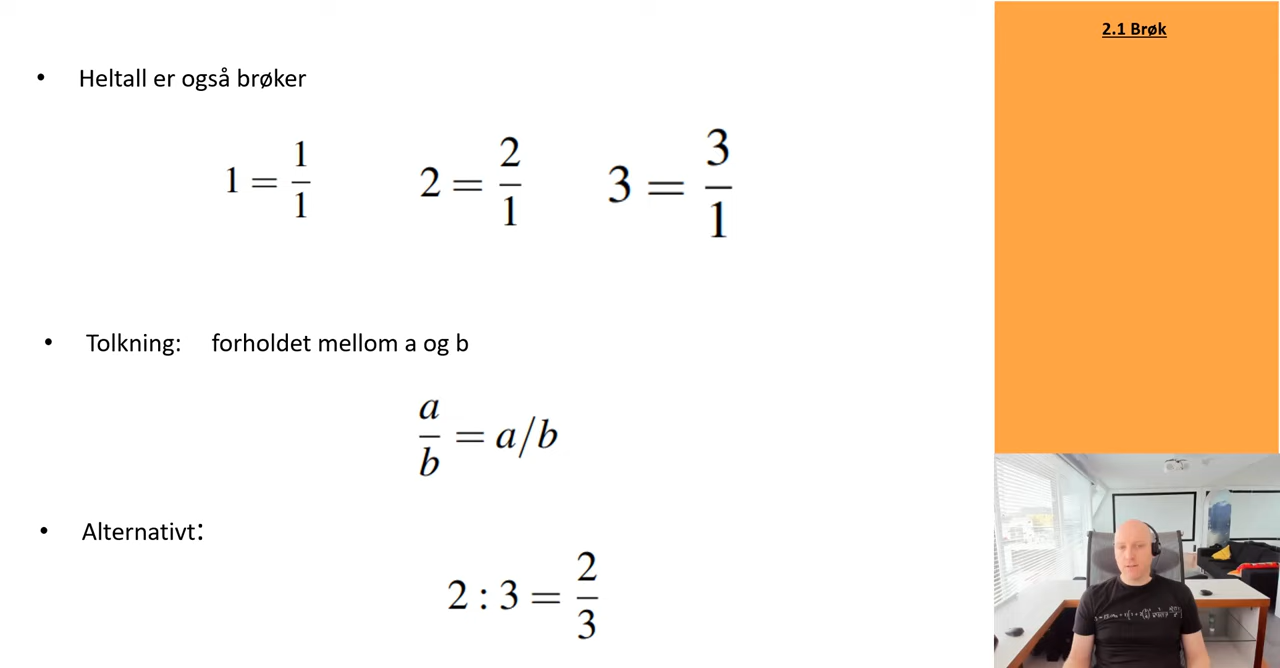 2.1 Brøk
• Heltall er også brøker
1 = 1/1 2 = 2/1 3 = 3/1
• Tolkning: forholdet mellom a og b
a/b = a/b
• Alternativt:
2 : 3 = 2/3